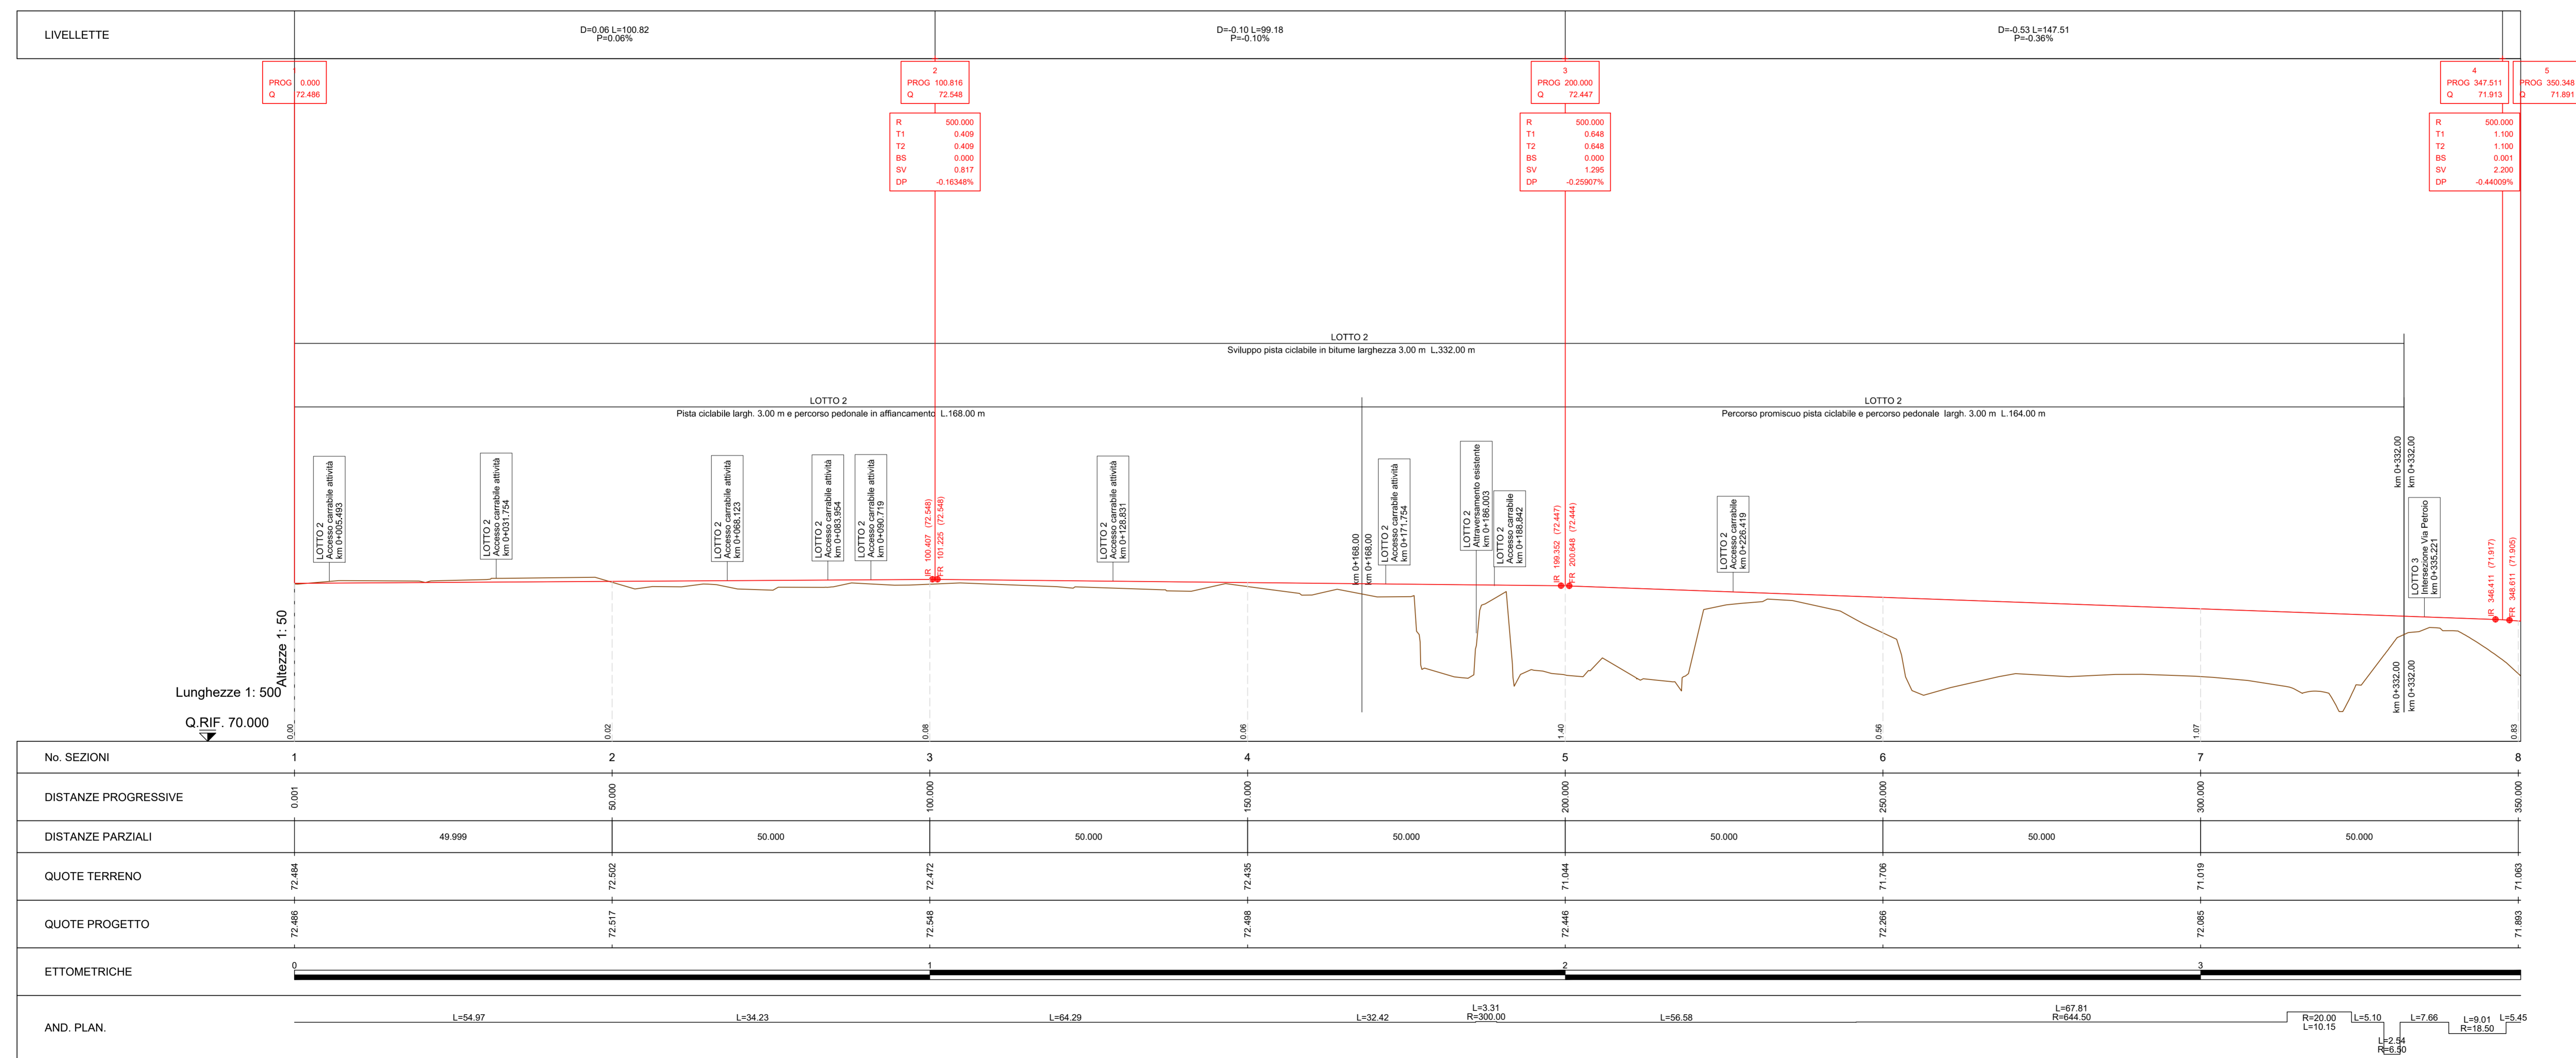 LIVELLETTE
D=0.06 L=100.82
P=0.06%
D=-0.10 L=99.18
P=-0.10%
D=-0.53 L=147.51
P=-0.36%
1
PROG 0.000
Q 72.486
2
PROG 100.816
Q 72.548
R 500.000
T1 0.409
T2 0.409
BS 0.000
SV 0.817
DP -0.16348%
3
PROG 200.000
Q 72.447
R 500.000
T1 0.648
T2 0.648
BS 0.000
SV 1.295
DP -0.25907%
4
PROG 347.511
Q 71.913
R 500.000
T1 1.100
T2 1.100
BS 0.001
SV 2.200
DP -0.44009%
5
PROG 350.348
Q 71.891
LOTTO 2
Sviluppo pista ciclabile in bitume larghezza 3.00 m L.332.00 m
LOTTO 2
Pista ciclabile largh. 3.00 m e percorso pedonale in affiancamento L.168.00 m
LOTTO 2
Percorso promiscuo pista ciclabile e percorso pedonale largh. 3.00 m L.164.00 m
LOTTO 2
Accesso carrabile attività
km 0+005.493
LOTTO 2
Accesso carrabile attività
km 0+031.754
LOTTO 2
Accesso carrabile attività
km 0+068.123
LOTTO 2
Accesso carrabile attività
km 0+083.954
LOTTO 2
Accesso carrabile attività
km 0+090.719
IR 100.407 (72.548)
FR 101.225 (72.548)
LOTTO 2
Accesso carrabile attività
km 0+128.831
km 0+168.00
km 0+168.00
LOTTO 2
Accesso carrabile attività
km 0+171.754
LOTTO 2
Attraversamento esistente
km 0+186.003
LOTTO 2
Accesso carrabile
km 0+188.842
IR 199.352 (72.447)
FR 200.648 (72.444)
LOTTO 2
Accesso carrabile
km 0+226.419
km 0+332.00
km 0+332.00
LOTTO 3
Intersezione Via Petroio
km 0+335.221
IR 346.411 (71.917)
FR 348.611 (71.905)
km 0+332.00
km 0+332.00
Altezze 1: 50
Lunghezze 1: 500
Q.RIF. 70.000
0.00
0.02
0.08
0.06
1.40
0.56
1.07
0.83
No. SEZIONI
1
2
3
4
5
6
7
8
DISTANZE PROGRESSIVE
0.001
50.000
100.000
150.000
200.000
250.000
300.000
350.000
DISTANZE PARZIALI
49.999
50.000
50.000
50.000
50.000
50.000
50.000
QUOTE TERRENO
72.484
72.502
72.472
72.435
71.044
71.706
71.019
71.063
QUOTE PROGETTO
72.486
72.517
72.548
72.498
72.446
72.266
72.085
71.893
ETTOMETRICHE
0
1
2
3
AND. PLAN.
L=54.97
L=34.23
L=64.29
L=32.42
L=3.31
R=300.00
L=56.58
L=67.81
R=644.50
R=20.00
L=10.15
L=5.10
L=2.54
R=6.50
L=7.66
L=9.01
R=18.50
L=5.45